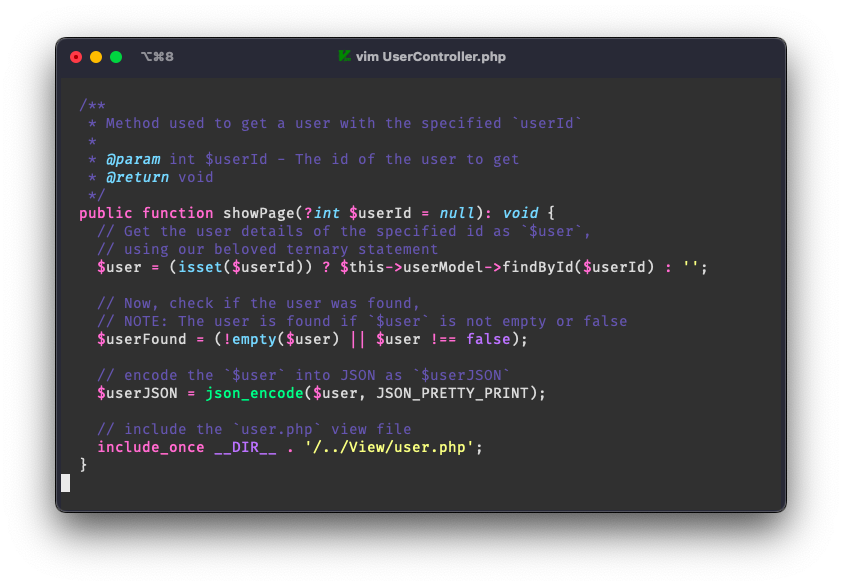 ⌥⌘8 vim UserController.php
/**
 * Method used to get a user with the specified `userId`
 *
 * @param int $userId - The id of the user to get
 * @return void
 */
public function showPage(?int $userId = null): void {
  // Get the user details of the specified id as `$user`,
  // using our beloved ternary statement
  $user = (isset($userId)) ? $this->userModel->findById($userId) : '';

  // Now, check if the user was found,
  // NOTE: The user is found if `$user` is not empty or false
  $userFound = (!empty($user) || $user !== false);

  // encode the `$user` into JSON as `$userJSON`
  $userJSON = json_encode($user, JSON_PRETTY_PRINT);

  // include the `user.php` view file
  include_once __DIR__ . '/../View/user.php';
}